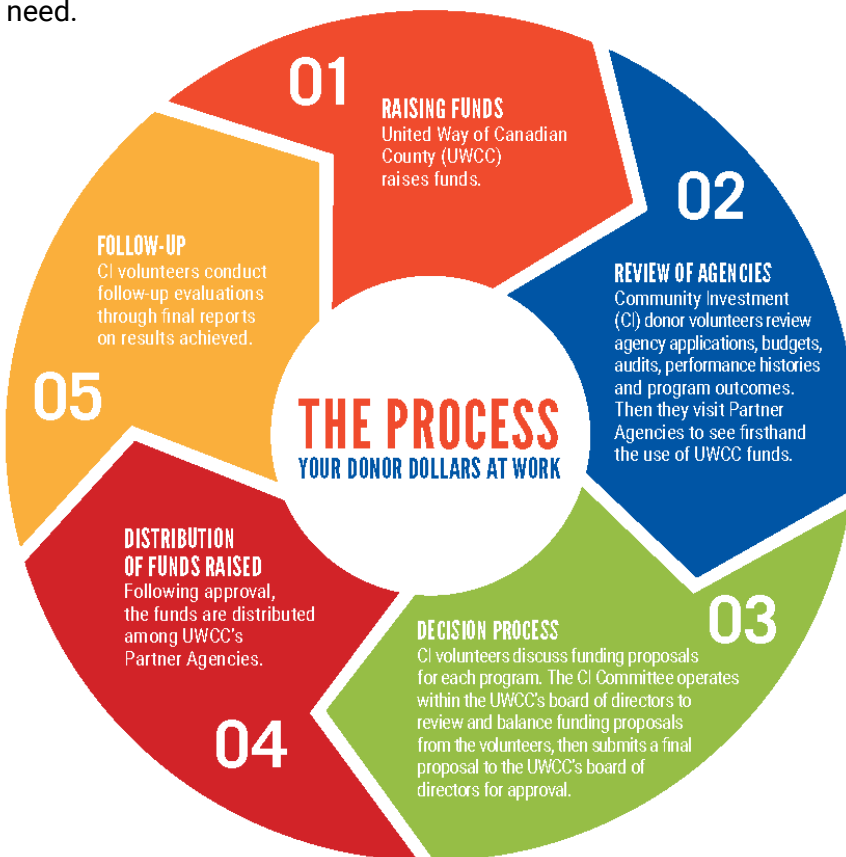 need.
01
RAISING FUNDS
United Way of Canadian
County (UWCC)
raises funds.
02
REVIEW OF AGENCIES
Community Investment
(CI) donor volunteers review
agency applications, budgets,
audits, performance histories
and program outcomes.
Then they visit Partner
Agencies to see firsthand
the use of UWCC funds.
03
DECISION PROCESS
CI volunteers discuss funding proposals
for each program. The CI Committee operates
within the UWCC's board of directors to
review and balance funding proposals
from the volunteers, then submits a final
proposal to the UWCC's board of
directors for approval.
04
DISTRIBUTION
OF FUNDS RAISED
Following approval,
the funds are distributed
among UWCC's
Partner Agencies.
05
FOLLOW-UP
CI volunteers conduct
follow-up evaluations
through final reports
on results achieved.
THE PROCESS
YOUR DONOR DOLLARS AT WORK